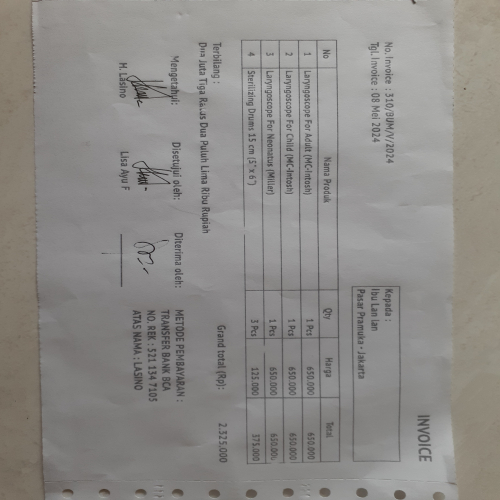 INVOICE
No. Invoice : 310/BJM/V/2024
Tgl. Invoice : 08 Mei 2024
Kepada :
Ibu Lan lan
Pasar Pramuka - Jakarta
No Nama Produk Qty Harga Total
1 Laryngoscope For Adult (MC-Intosh) 1 Pcs 650.000 650.000
2 Laryngoscope For Child (MC-Intosh) 1 Pcs 650.000 650.000
3 Laryngoscope For Neonatus (Miller) 1 Pcs 650.000 650.000
4 Sterilizing Drums 15 cm (5"x 6") 3 Pcs 125.000 375.000
Grand total (Rp): 2.325.000
Terbilang :
Dua Juta Tiga Ratus Dua Puluh Lima Ribu Rupiah
Mengetahui: Disetujui oleh: Diterima oleh:
H. Lasino Lisa Ayu F
METODE PEMBAYARAN :
TRANSFER BANK BCA
NO. REK : 521 134 7105
ATAS NAMA : LASINO